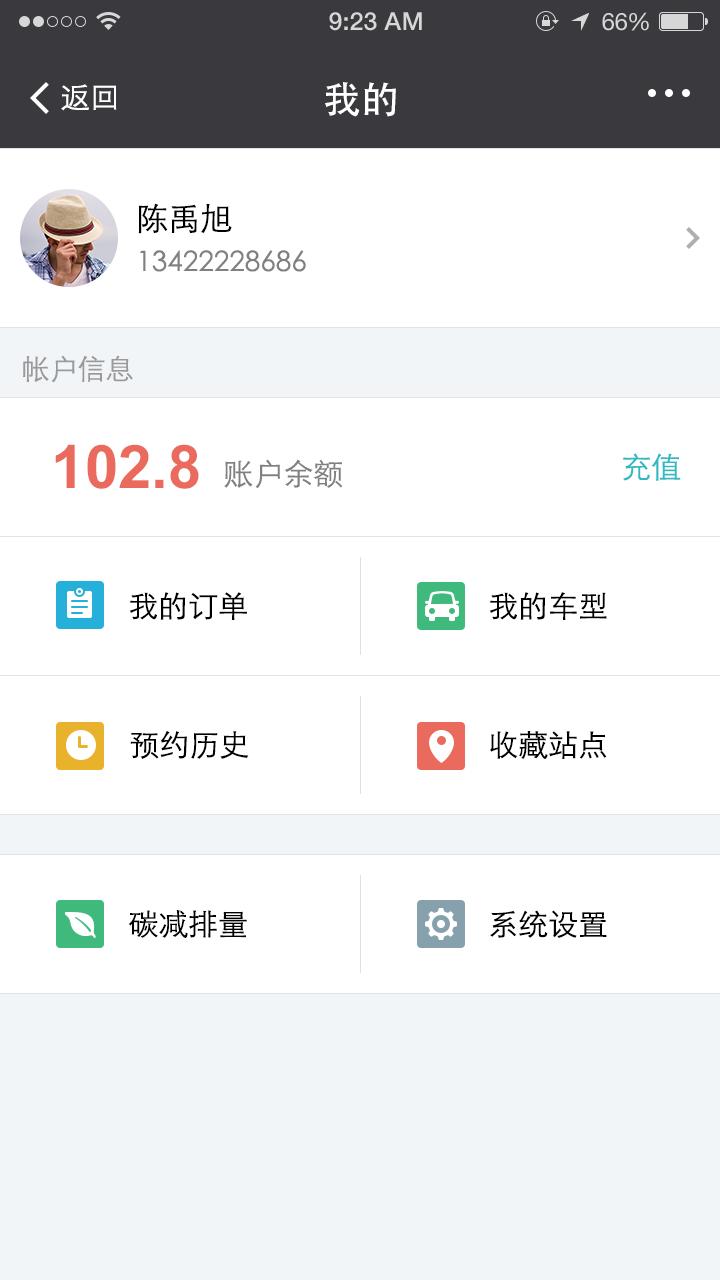 9:23 AM 66%
返回 我的
陈禹旭
13422228686
帐户信息
102.8 账户余额 充值
我的订单 我的车型
预约历史 收藏站点
碳减排量 系统设置